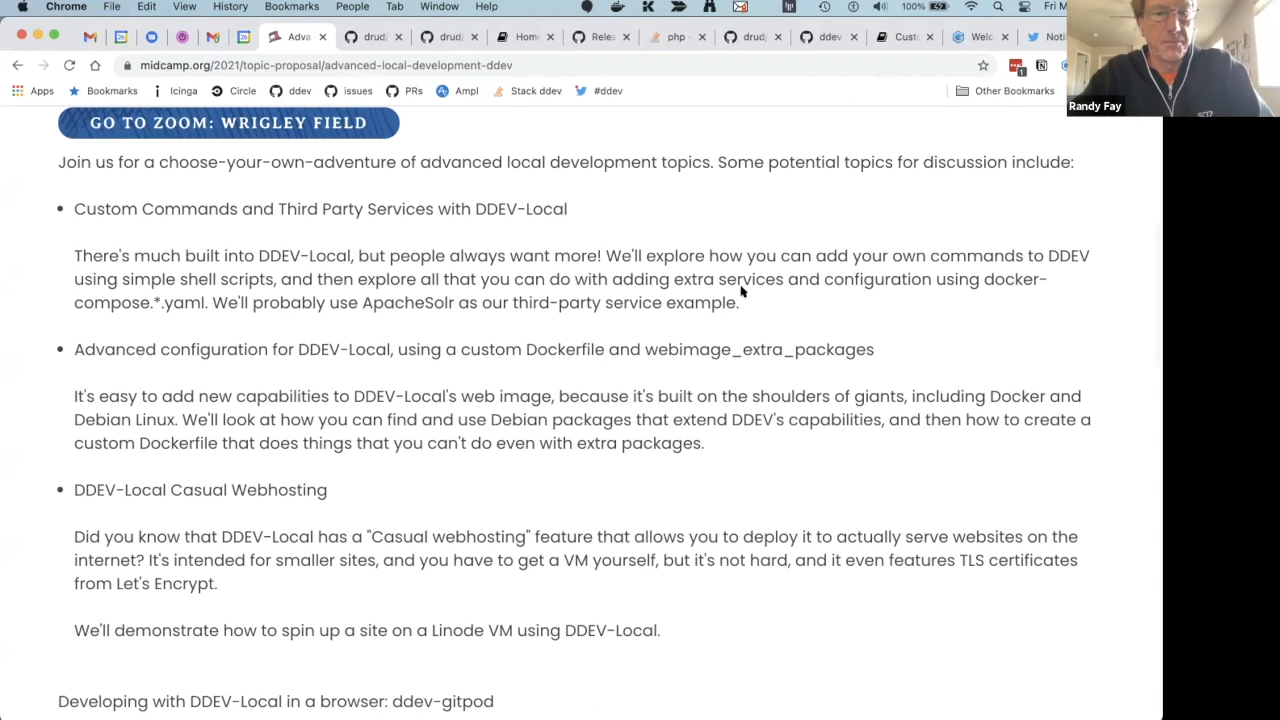 Chrome File Edit View History Bookmarks People Tab Window Help 100% Fri M
Adva drud/ drud/ Home Relea php - drud/ ddev Custo Welc Noti
midcamp.org/2021/topic-proposal/advanced-local-development-ddev
Apps Bookmarks Icinga Circle ddev issues PRs Ampl Stack ddev #ddev Other Bookmarks
Randy Fay
GO TO ZOOM: WRIGLEY FIELD
Join us for a choose-your-own-adventure of advanced local development topics. Some potential topics for discussion include:
• Custom Commands and Third Party Services with DDEV-Local
There's much built into DDEV-Local, but people always want more! We'll explore how you can add your own commands to DDEV
using simple shell scripts, and then explore all that you can do with adding extra services and configuration using docker-
compose.*.yaml. We'll probably use ApacheSolr as our third-party service example.
• Advanced configuration for DDEV-Local, using a custom Dockerfile and webimage_extra_packages
It's easy to add new capabilities to DDEV-Local's web image, because it's built on the shoulders of giants, including Docker and
Debian Linux. We'll look at how you can find and use Debian packages that extend DDEV's capabilities, and then how to create a
custom Dockerfile that does things that you can't do even with extra packages.
• DDEV-Local Casual Webhosting
Did you know that DDEV-Local has a "Casual webhosting" feature that allows you to deploy it to actually serve websites on the
internet? It's intended for smaller sites, and you have to get a VM yourself, but it's not hard, and it even features TLS certificates
from Let's Encrypt.
We'll demonstrate how to spin up a site on a Linode VM using DDEV-Local.
Developing with DDEV-Local in a browser: ddev-gitpod